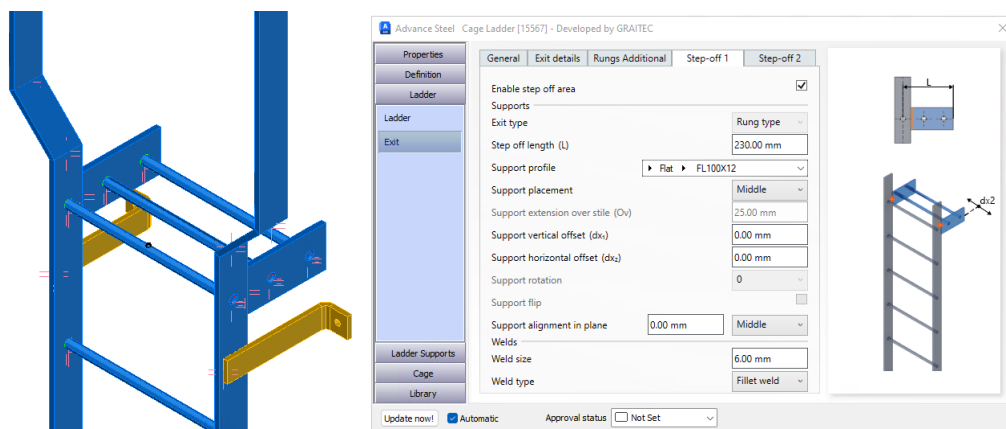 Advance Steel Cage Ladder [15567] - Developed by GRAITEC
Properties
Definition
Ladder
Ladder
Exit
Ladder Supports
Cage
Library
General Exit details Rungs Additional Step-off 1 Step-off 2
Enable step off area
Supports
Exit type Rung type
Step off length (L) 230.00 mm
Support profile Flat FL100X12
Support placement Middle
Support extension over stile (Ov) 25.00 mm
Support vertical offset (dx₁) 0.00 mm
Support horizontal offset (dx₂) 0.00 mm
Support rotation 0
Support flip
Support alignment in plane 0.00 mm Middle
Welds
Weld size 6.00 mm
Weld type Fillet weld
L
dx2
Update now! Automatic Approval status Not Set